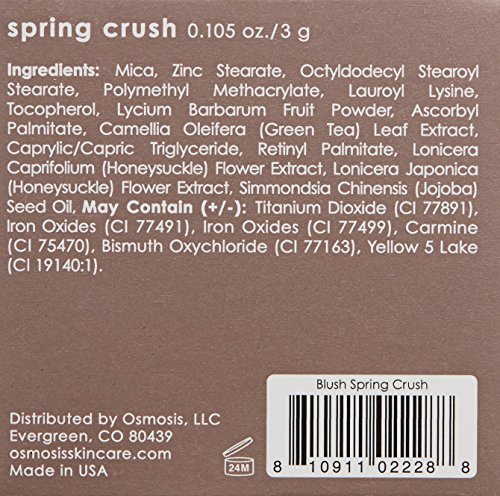 spring crush 0.105 oz./3 g
Ingredients: Mica, Zinc Stearate, Octyldodecyl Stearoyl
Stearate, Polymethyl Methacrylate, Lauroyl Lysine,
Tocopherol, Lycium Barbarum Fruit Powder, Ascorbyl
Palmitate, Camellia Oleifera (Green Tea) Leaf Extract,
Caprylic/Capric Triglyceride, Retinyl Palmitate, Lonicera
Caprifolium (Honeysuckle) Flower Extract, Lonicera Japonica
(Honeysuckle) Flower Extract, Simmondsia Chinensis (Jojoba)
Seed Oil, May Contain (+/-): Titanium Dioxide (CI 77891),
Iron Oxides (CI 77491), Iron Oxides (CI 77499), Carmine
(CI 75470), Bismuth Oxychloride (CI 77163), Yellow 5 Lake
(CI 19140:1).
Distributed by Osmosis, LLC
Evergreen, CO 80439
osmosisskincare.com
Made in USA
24M
Blush Spring Crush
8 10911 02228 8